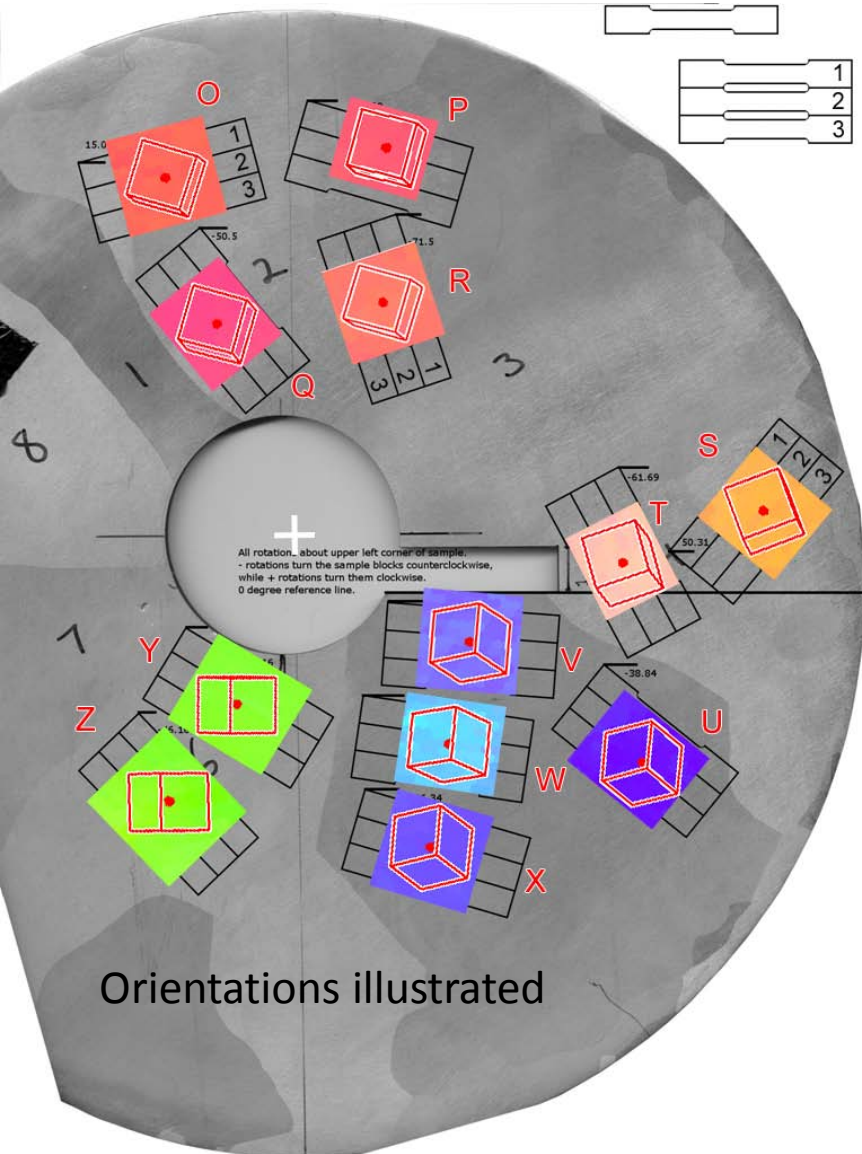 1
2
3
O
1
2
3
15.0
P
-50.5
2
-71.5
R
1
2
3
Q
3
1
8
S
1
2
3
-61.69
T
50.31
All rotations about upper left corner of sample.
- rotations turn the sample blocks counterclockwise,
while + rotations turn them clockwise.
0 degree reference line.
1
7
Y
V
-38.84
Z
U
6
W
X
Orientations illustrated